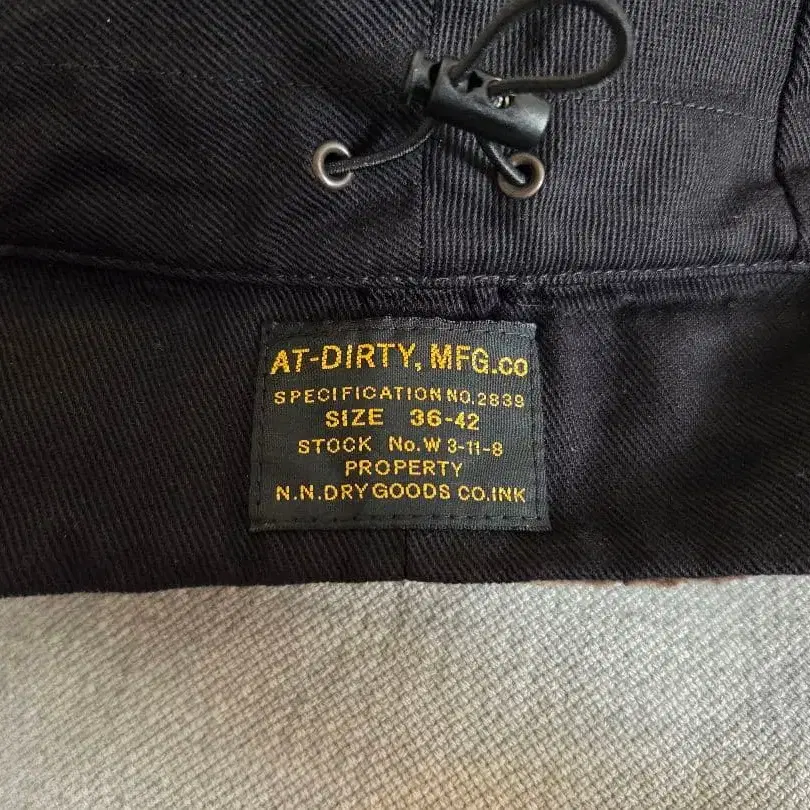 AT-DIRTY, MFG.co
SPECIFICATION NO.2839
SIZE 36-42
STOCK No.W 3-11-8
PROPERTY
N.N.DRY GOODS CO.INK